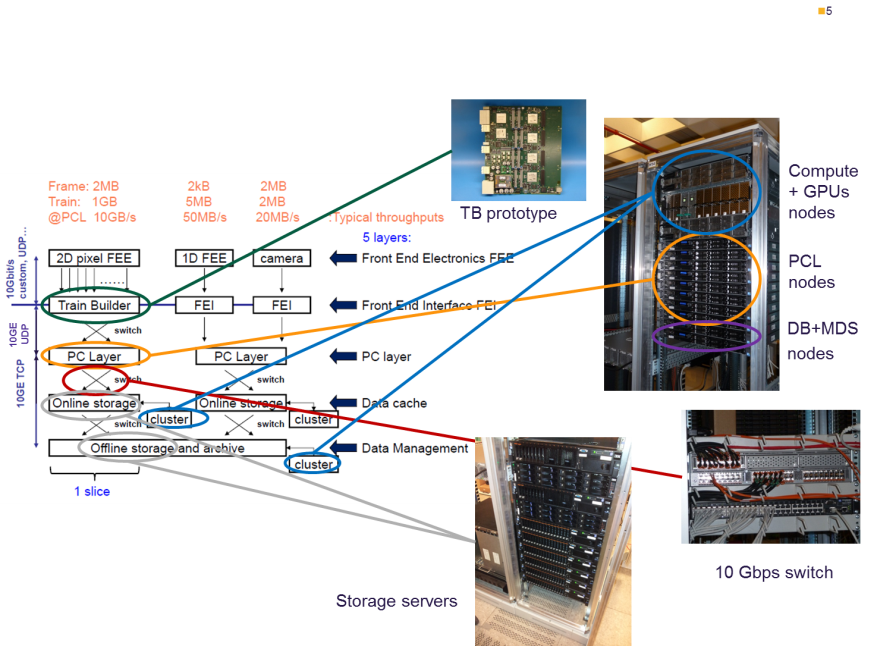 5
Frame: 2MB 2kB 2MB
Train: 1GB 5MB 2MB
@PCL 10GB/s 50MB/s 20MB/s :Typical throughputs
5 layers:
TB prototype
Compute
+ GPUs
nodes
PCL
nodes
DB+MDS
nodes
10Gbit/s
custom, UDP...
10GE
UDP
10GE TCP
2D pixel FEE 1D FEE camera Front End Electronics FEE
......
Train Builder FEI FEI Front End Interface FEI
switch
PC Layer PC Layer PC layer
switch switch
Online storage Online storage Data cache
cluster cluster
switch switch
Offline storage and archive Data Management
cluster
1 slice
Storage servers
10 Gbps switch